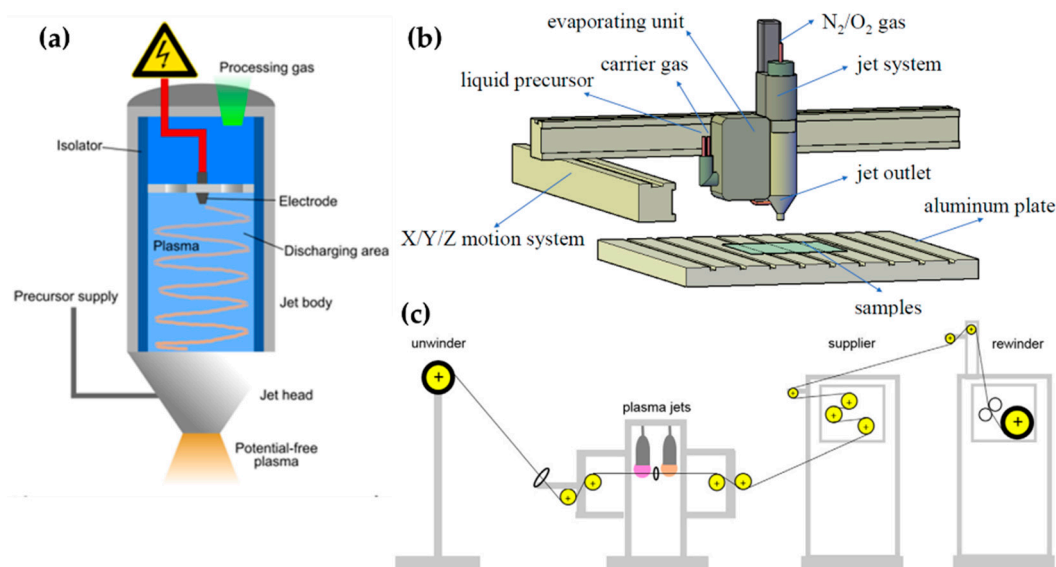 (a)
Processing gas
Isolator
Electrode
Plasma
Discharging area
Precursor supply
Jet body
Jet head
Potential-free
plasma
(b)
evaporating unit
N₂/O₂ gas
carrier gas
jet system
liquid precursor
jet outlet
aluminum plate
X/Y/Z motion system
samples
(c)
unwinder
plasma jets
supplier
rewinder